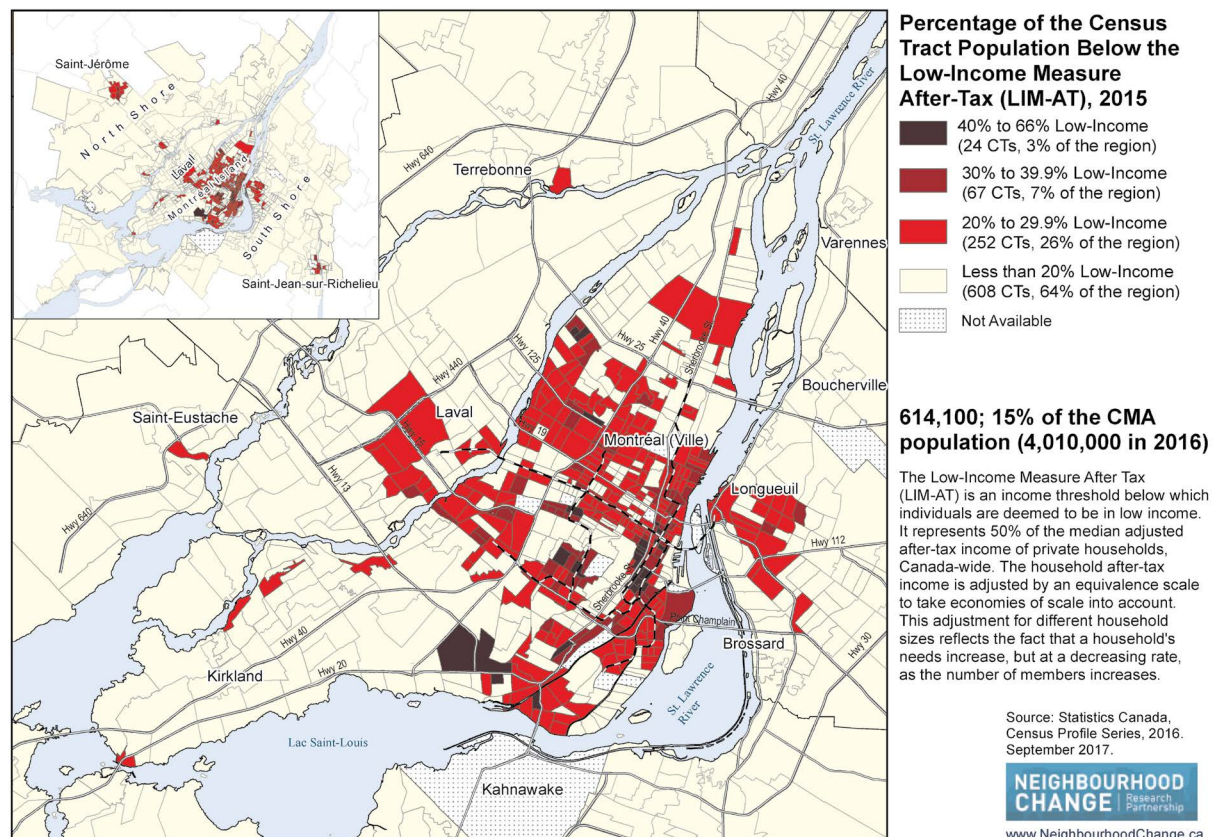 Percentage of the Census
Tract Population Below the
Low-Income Measure
After-Tax (LIM-AT), 2015
40% to 66% Low-Income
(24 CTs, 3% of the region)
30% to 39.9% Low-Income
(67 CTs, 7% of the region)
20% to 29.9% Low-Income
(252 CTs, 26% of the region)
Less than 20% Low-Income
(608 CTs, 64% of the region)
Not Available
614,100; 15% of the CMA
population (4,010,000 in 2016)
The Low-Income Measure After Tax
(LIM-AT) is an income threshold below which
individuals are deemed to be in low income.
It represents 50% of the median adjusted
after-tax income of private households,
Canada-wide. The household after-tax
income is adjusted by an equivalence scale
to take economies of scale into account.
This adjustment for different household
sizes reflects the fact that a household's
needs increase, but at a decreasing rate,
as the number of members increases.
Source: Statistics Canada,
Census Profile Series, 2016.
September 2017.
NEIGHBOURHOOD
CHANGE Research
Partnership
www.NeighbourhoodChange.ca
Saint-Jérôme
North Shore
Laval
Montréal Island
South Shore
Saint-Jean-sur-Richelieu
Hwy 40
St. Lawrence River
Hwy 640
Terrebonne
Varennes
Hwy 40
Sherbrooke St
Hwy 25
Hwy 125
Hwy 440
Boucherville
Saint-Eustache
Laval
Hwy 15
19
Montréal (Ville)
Hwy 13
Longueuil
Hwy 640
Hwy 112
Sherbrooke St
Hwy 40
Pont Champlain
Brossard
Hwy 30
Kirkland
Hwy 20
St. Lawrence
River
Lac Saint-Louis
Kahnawake